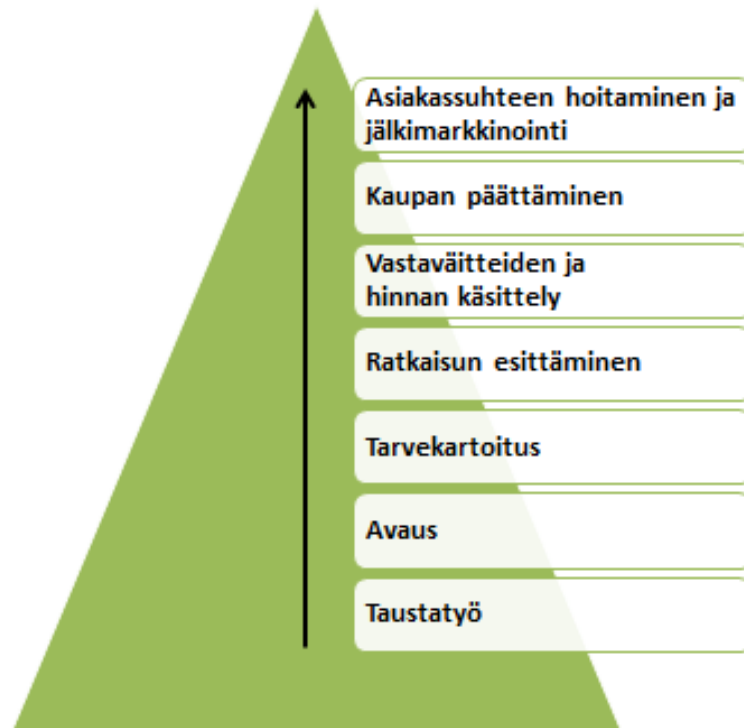 Asiakassuhteen hoitaminen ja
jälkimarkkinointi
Kaupan päättäminen
Vastaväitteiden ja
hinnan käsittely
Ratkaisun esittäminen
Tarvekartoitus
Avaus
Taustatyö